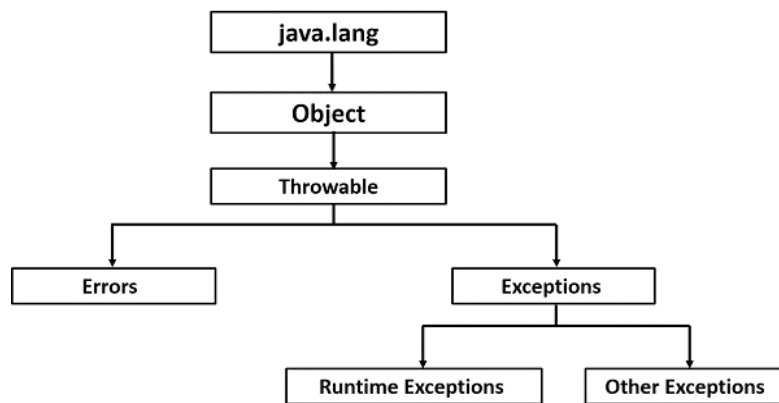 java.lang
Object
Throwable
Errors
Exceptions
Runtime Exceptions
Other Exceptions